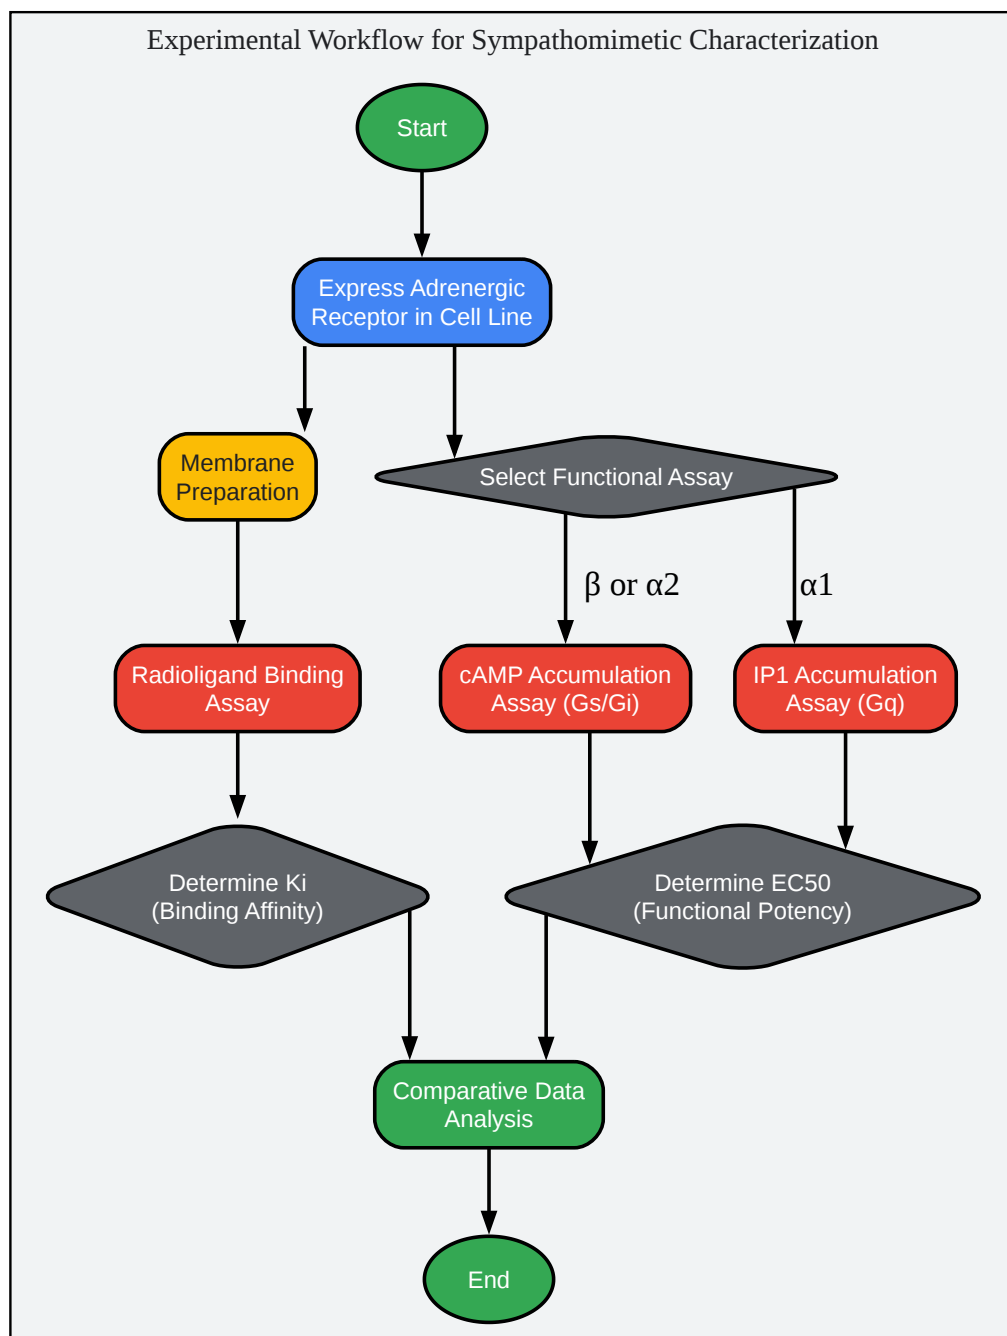 Experimental Workflow for Sympathomimetic Characterization
Start
Express Adrenergic
Receptor in Cell Line
Membrane
Preparation
Select Functional Assay
β or α2
α1
Radioligand Binding
Assay
cAMP Accumulation
Assay (Gs/Gi)
IP1 Accumulation
Assay (Gq)
Determine Ki
(Binding Affinity)
Determine EC50
(Functional Potency)
Comparative Data
Analysis
End